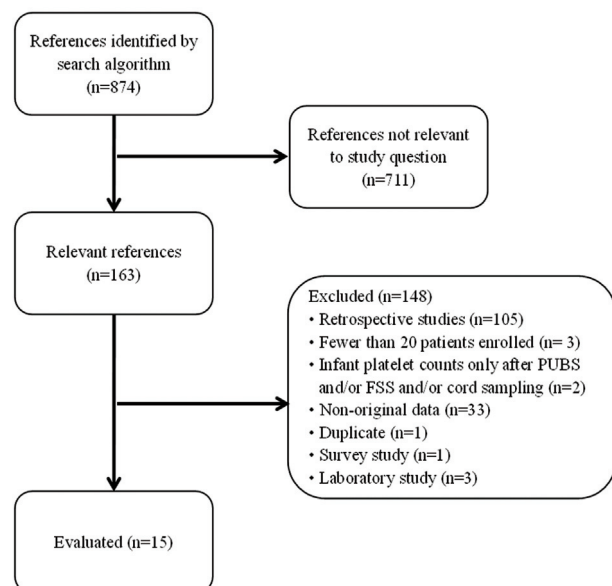 References identified by
search algorithm
(n=874)
References not relevant
to study question
(n=711)
Relevant references
(n=163)
Excluded (n=148)
• Retrospective studies (n=105)
• Fewer than 20 patients enrolled (n= 3)
• Infant platelet counts only after PUBS
and/or FSS and/or cord sampling (n=2)
• Non-original data (n=33)
• Duplicate (n=1)
• Survey study (n=1)
• Laboratory study (n=3)
Evaluated (n=15)